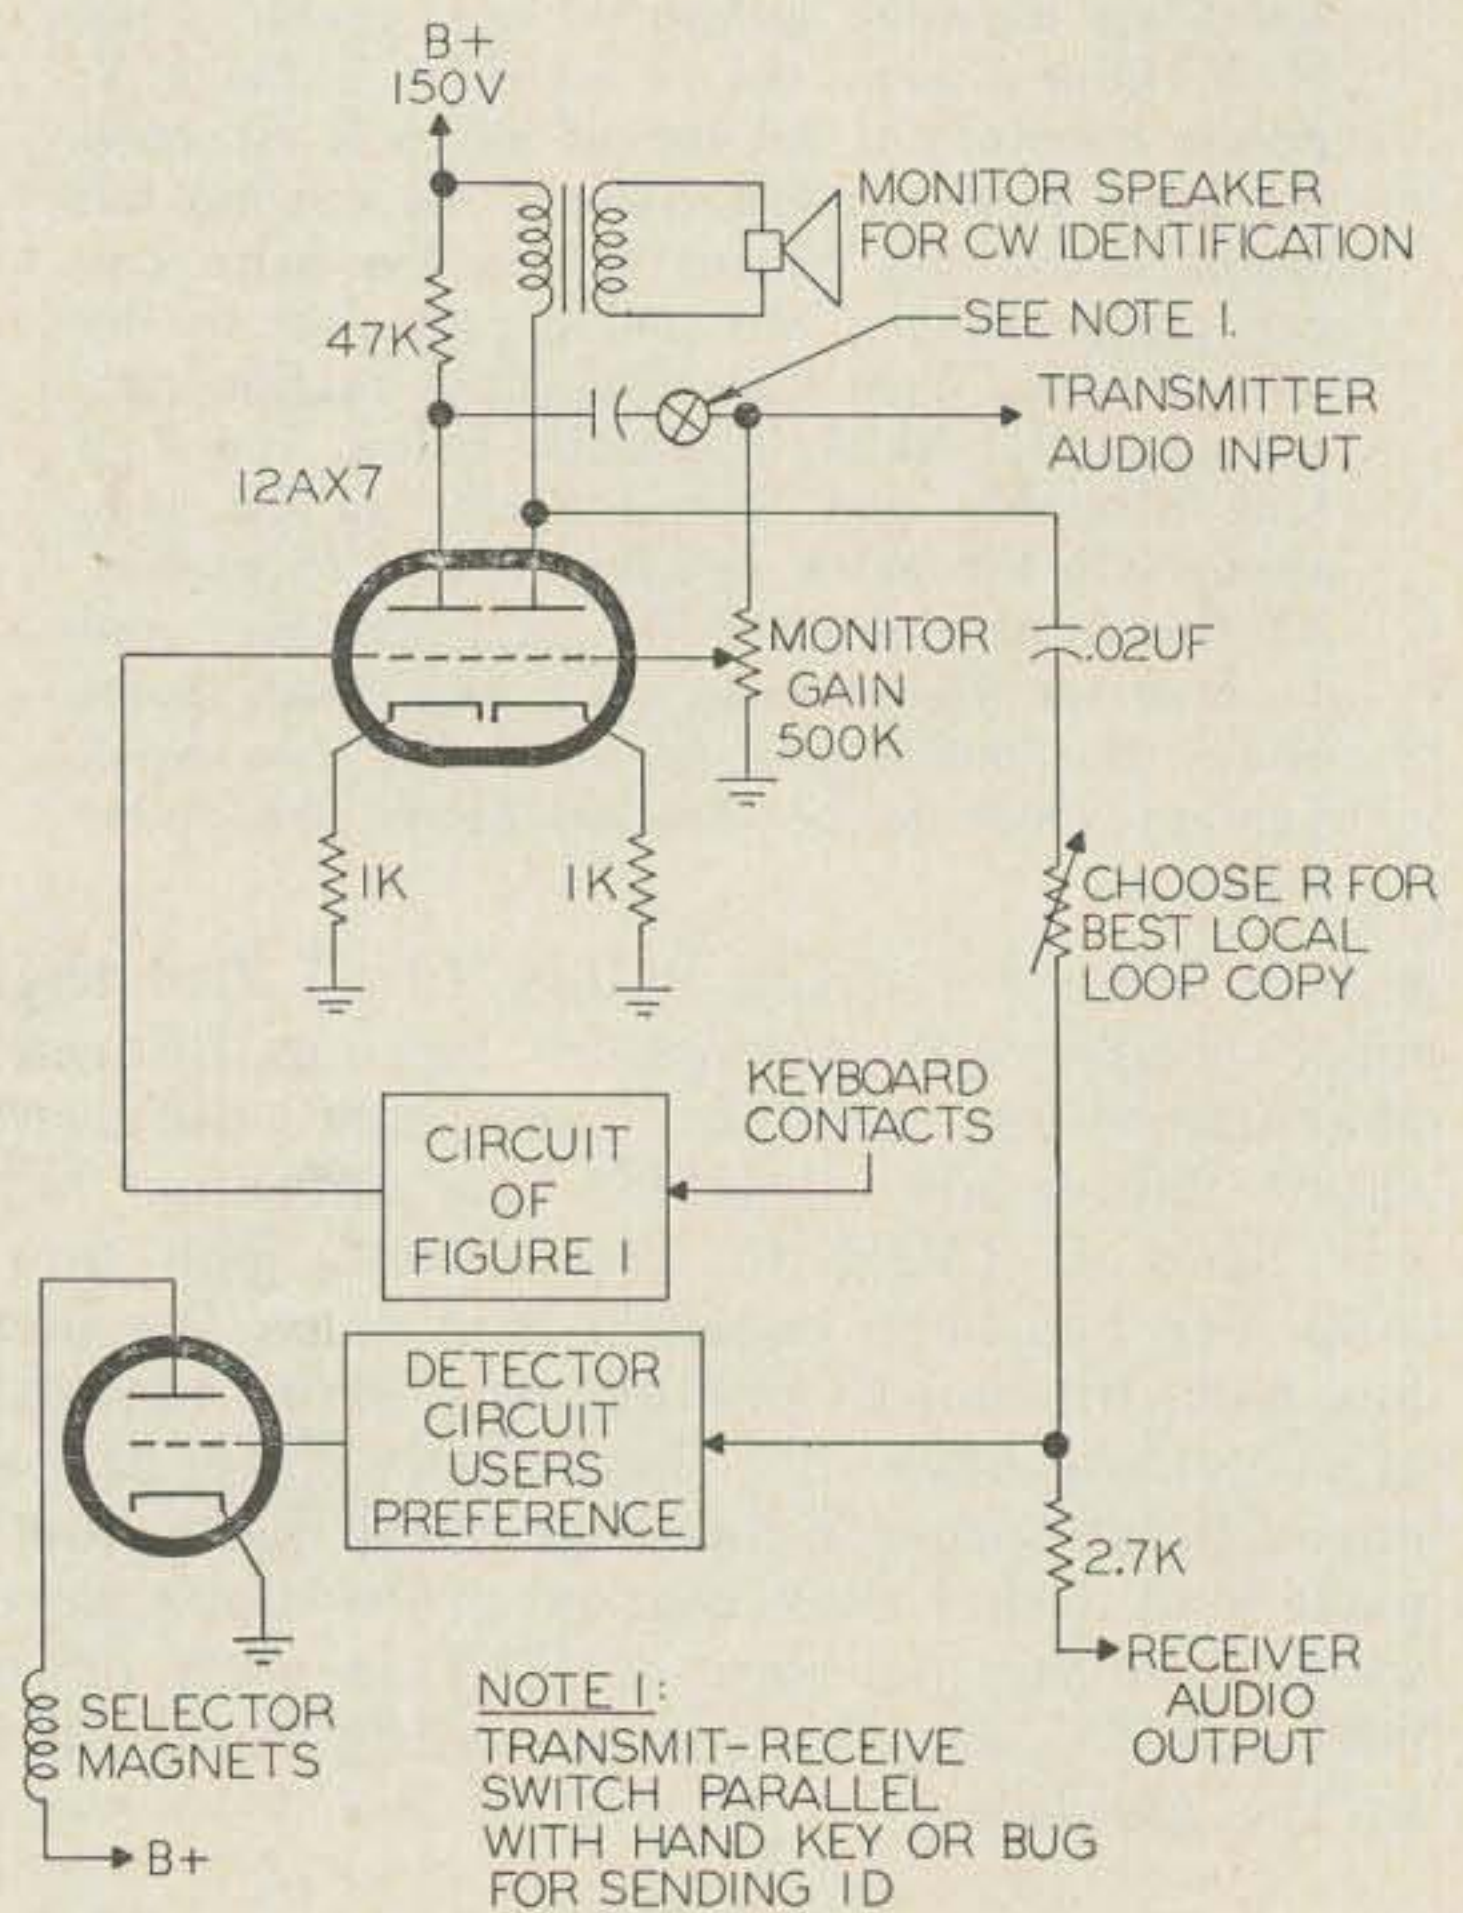 B+
150V
MONITOR SPEAKER
FOR CW IDENTIFICATION
47K
SEE NOTE 1.
TRANSMITTER
AUDIO INPUT
12AX7
MONITOR
GAIN
500K
.02UF
1K
1K
CHOOSE R FOR
BEST LOCAL
LOOP COPY
KEYBOARD
CONTACTS
CIRCUIT
OF
FIGURE 1
DETECTOR
CIRCUIT
USERS
PREFERENCE
2.7K
RECEIVER
AUDIO
OUTPUT
SELECTOR
MAGNETS
B+
NOTE 1:
TRANSMIT-RECEIVE
SWITCH PARALLEL
WITH HAND KEY OR BUG
FOR SENDING ID